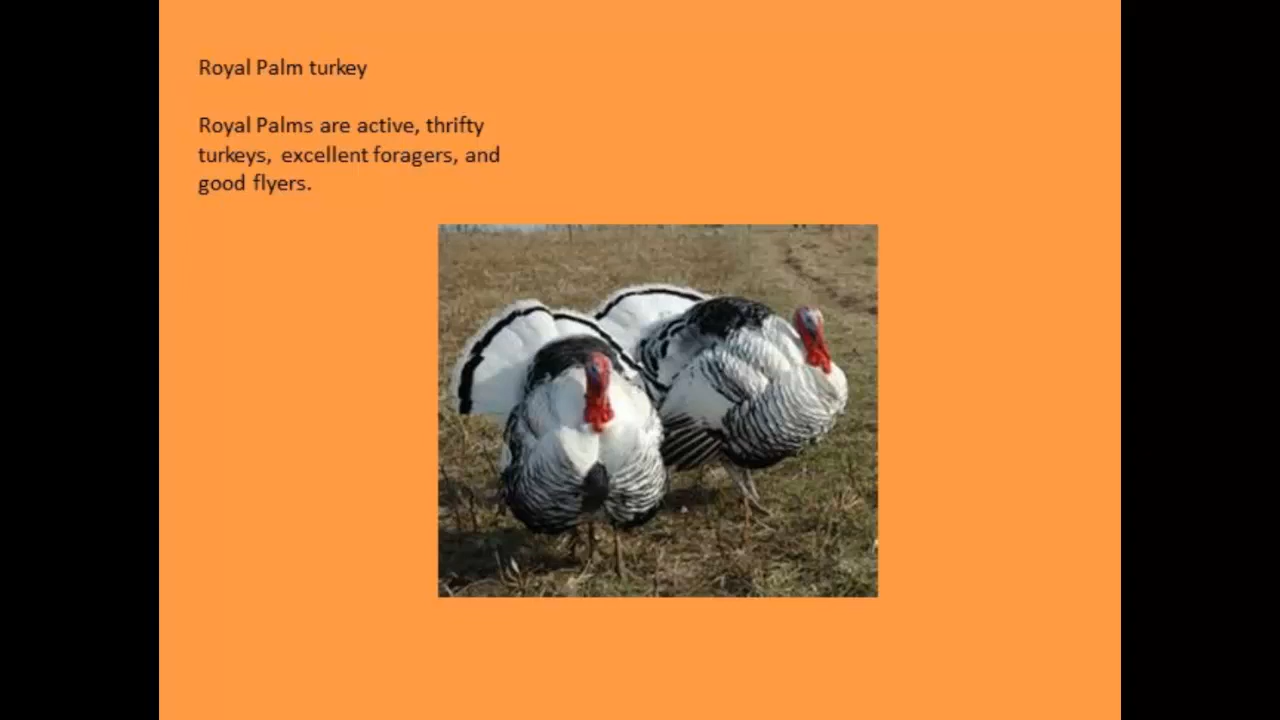 Royal Palm turkey
Royal Palms are active, thrifty
turkeys, excellent foragers, and
good flyers.